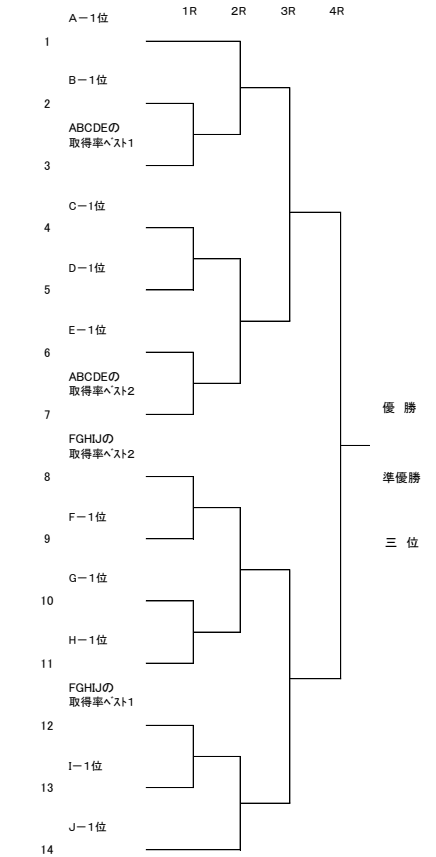 1R 2R 3R 4R
A－1位
1
B－1位
2
ABCDEの
取得率ベスト1
3
C－1位
4
D－1位
5
E－1位
6
ABCDEの
取得率ベスト2
7
FGHIJの
取得率ベスト2
8
F－1位
9
G－1位
10
H－1位
11
FGHIJの
取得率ベスト1
12
I－1位
13
J－1位
14
優 勝
準優勝
三 位